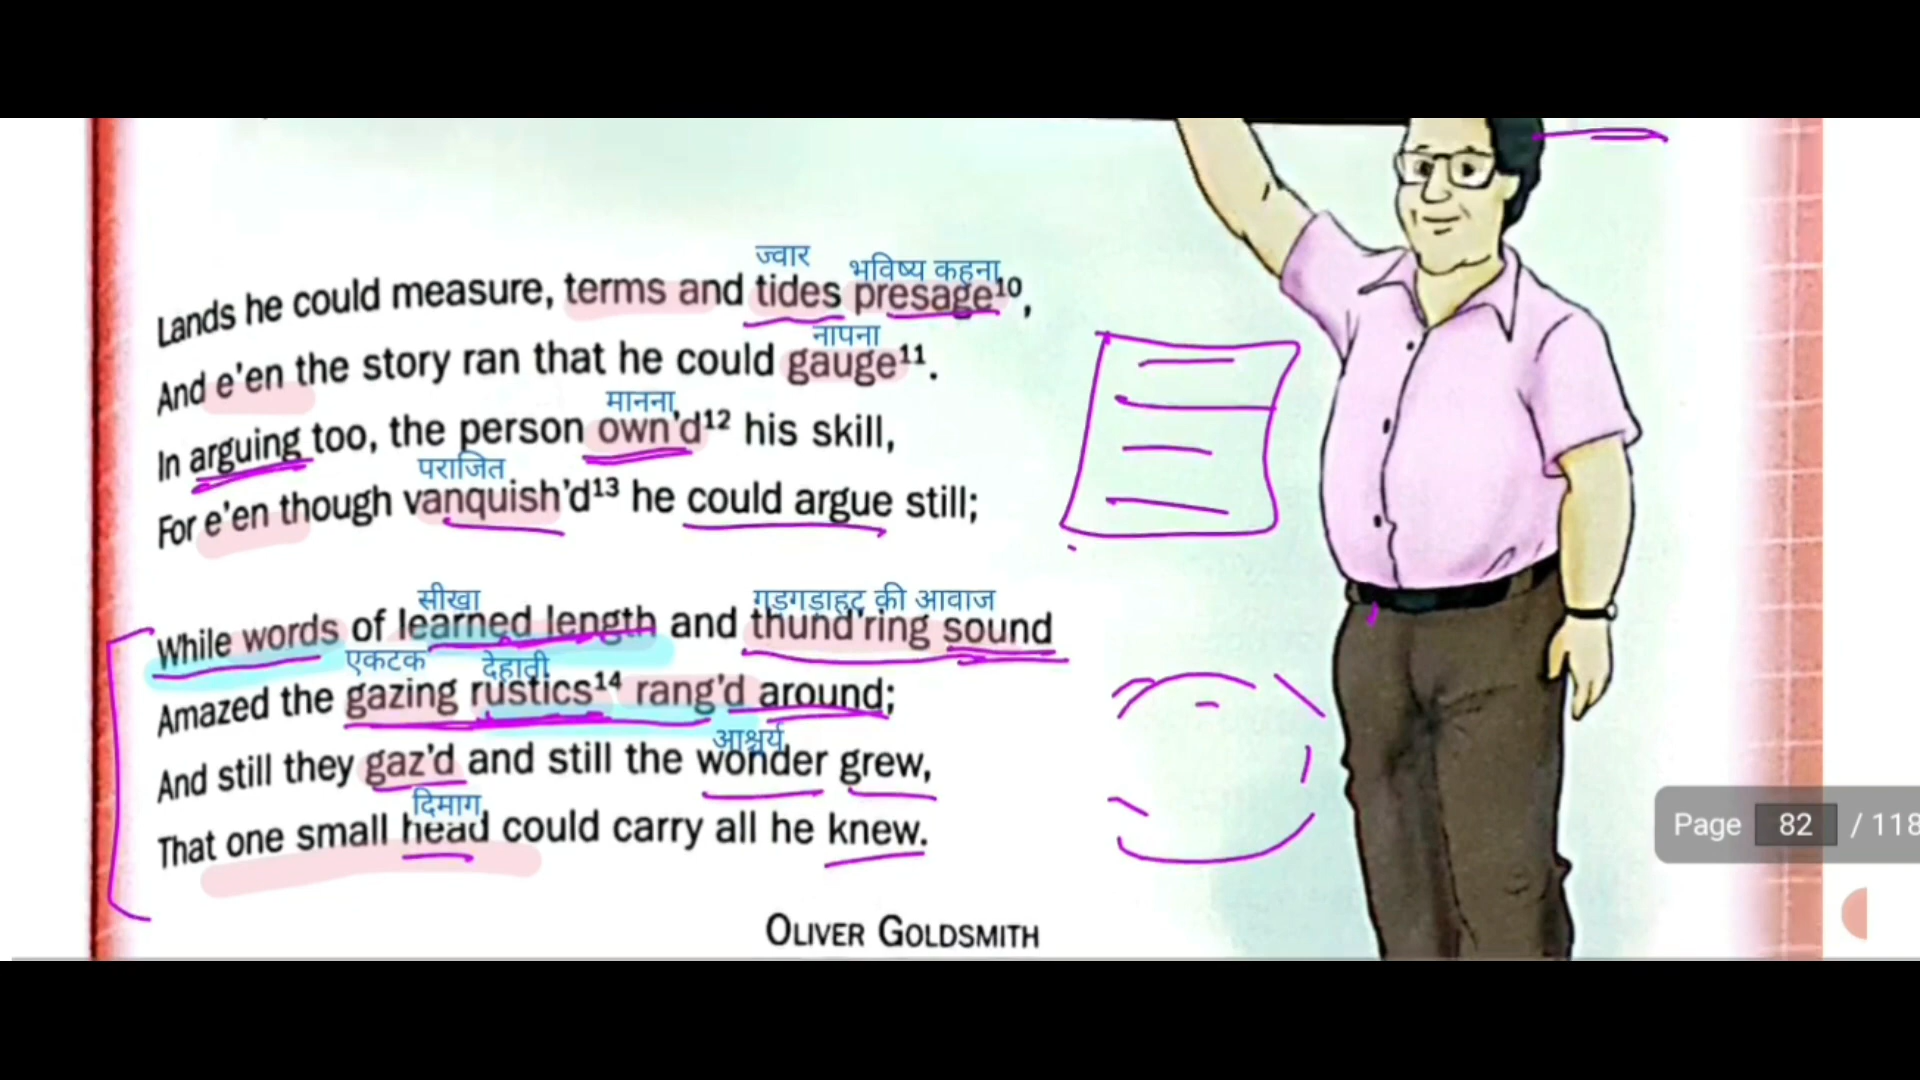 ज्वार भविष्य कहना
Lands he could measure, terms and tides presage¹⁰,
नापना
And e'en the story ran that he could gauge¹¹.
मानना
In arguing too, the person own'd¹² his skill,
पराजित
For e'en though vanquish'd¹³ he could argue still;
सीखा गड़गड़ाहट की आवाज
While words of learned length and thund'ring sound
एकटक देहाती
Amazed the gazing rustics¹⁴ rang'd around;
आश्चर्य
And still they gaz'd and still the wonder grew,
दिमाग
That one small head could carry all he knew.
Page 82 / 118
OLIVER GOLDSMITH